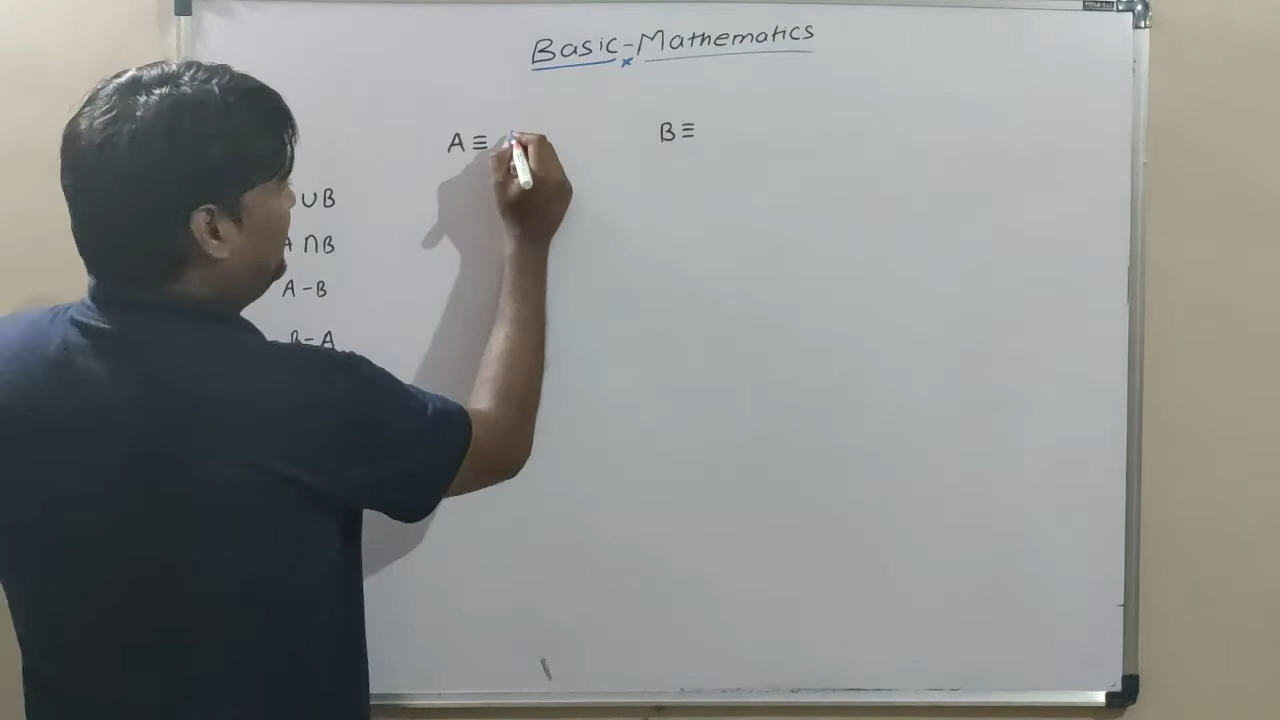 Basic-Mathematics
A ≡ B ≡
∪ B
A ∩ B
A - B
B - A